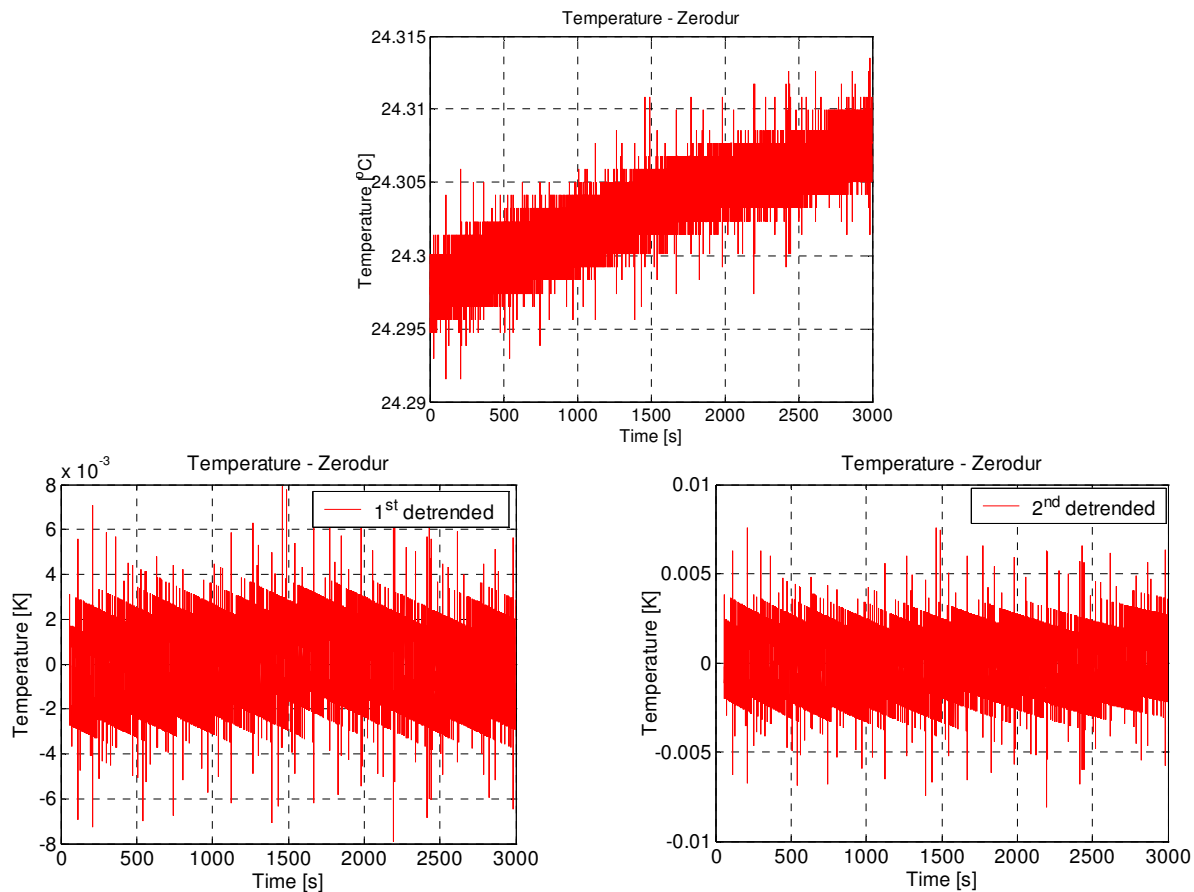 Temperature - Zerodur
24.315
24.31
24.305
24.3
24.295
24.29
Temperature [°C]
0 500 1000 1500 2000 2500 3000
Time [s]
x 10^-3
Temperature - Zerodur
1st detrended
8
6
4
2
0
-2
-4
-6
-8
Temperature [K]
0 500 1000 1500 2000 2500 3000
Time [s]
Temperature - Zerodur
2nd detrended
0.01
0.005
0
-0.005
-0.01
Temperature [K]
0 500 1000 1500 2000 2500 3000
Time [s]